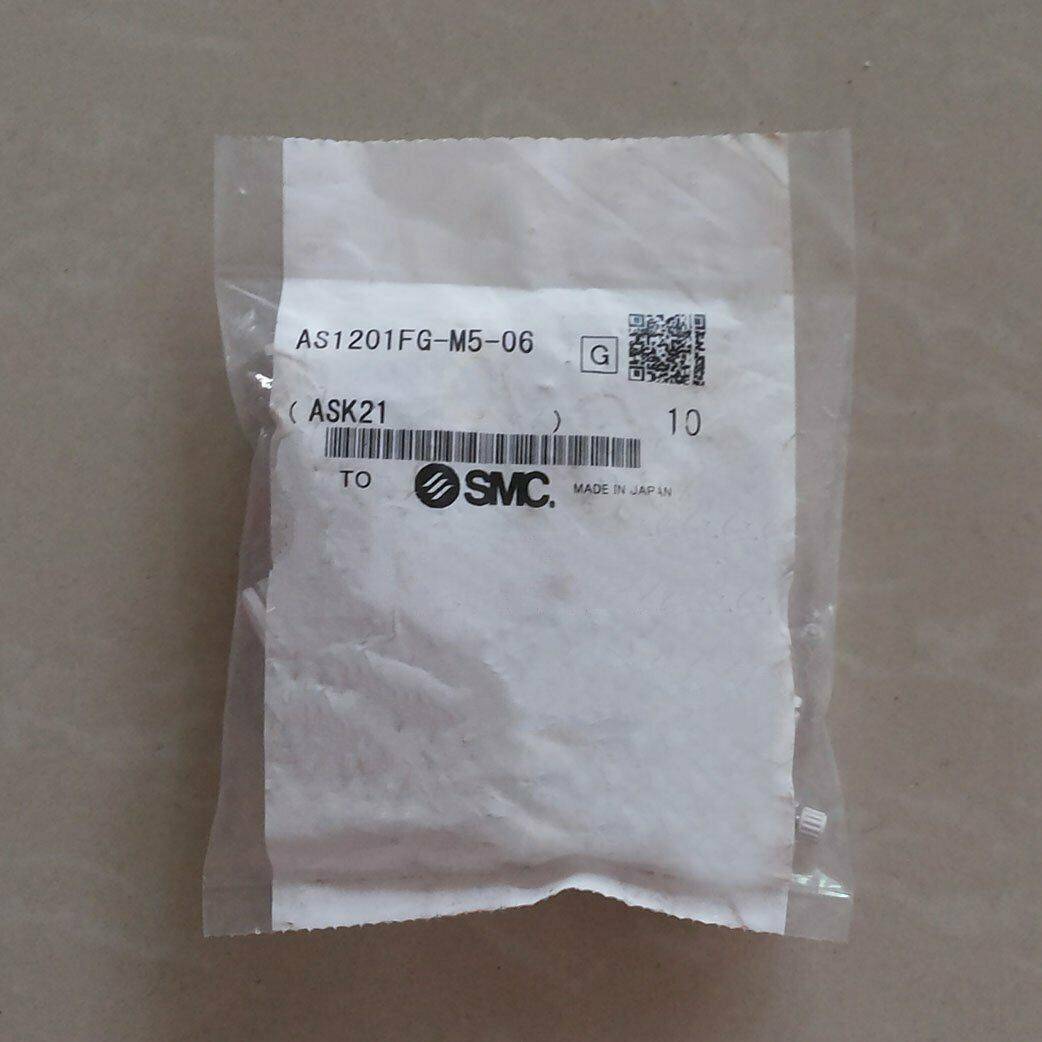 AS1201FG-M5-06 G
( ASK21 ) 10
TO SMC. MADE IN JAPAN